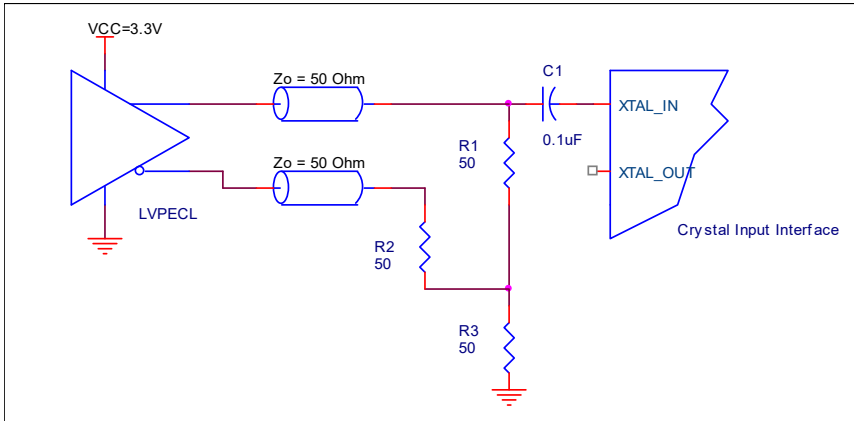 VCC=3.3V
Zo = 50 Ohm
C1
XTAL_IN
0.1uF
R1
50
Zo = 50 Ohm
XTAL_OUT
LVPECL
Crystal Input Interface
R2
50
R3
50